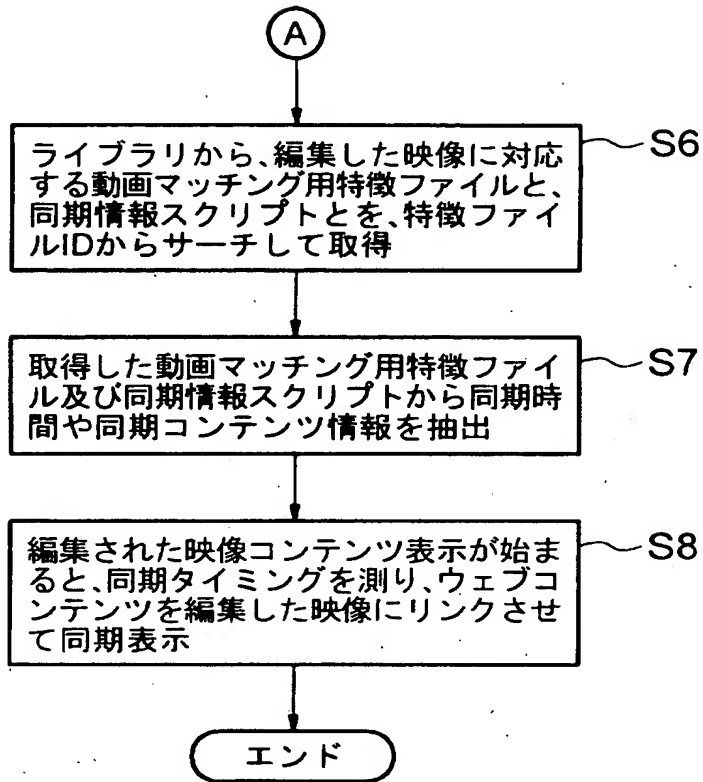 A
ライブラリから、編集した映像に対応
する動画マッチング用特徴ファイルと、
同期情報スクリプトとを、特徴ファイ
ルIDからサーチして取得
S6
取得した動画マッチング用特徴ファイ
ル及び同期情報スクリプトから同期時
間や同期コンテンツ情報を抽出
S7
編集された映像コンテンツ表示が始ま
ると、同期タイミングを測り、ウェブコ
ンテンツを編集した映像にリンクさせ
て同期表示
S8
エンド